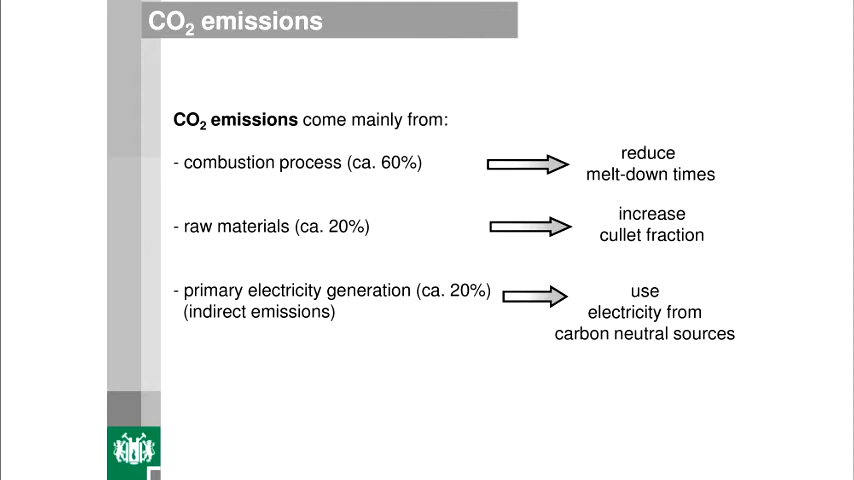 CO₂ emissions
CO₂ emissions come mainly from:
- combustion process (ca. 60%)
reduce
melt-down times
- raw materials (ca. 20%)
increase
cullet fraction
- primary electricity generation (ca. 20%)
(indirect emissions)
use
electricity from
carbon neutral sources